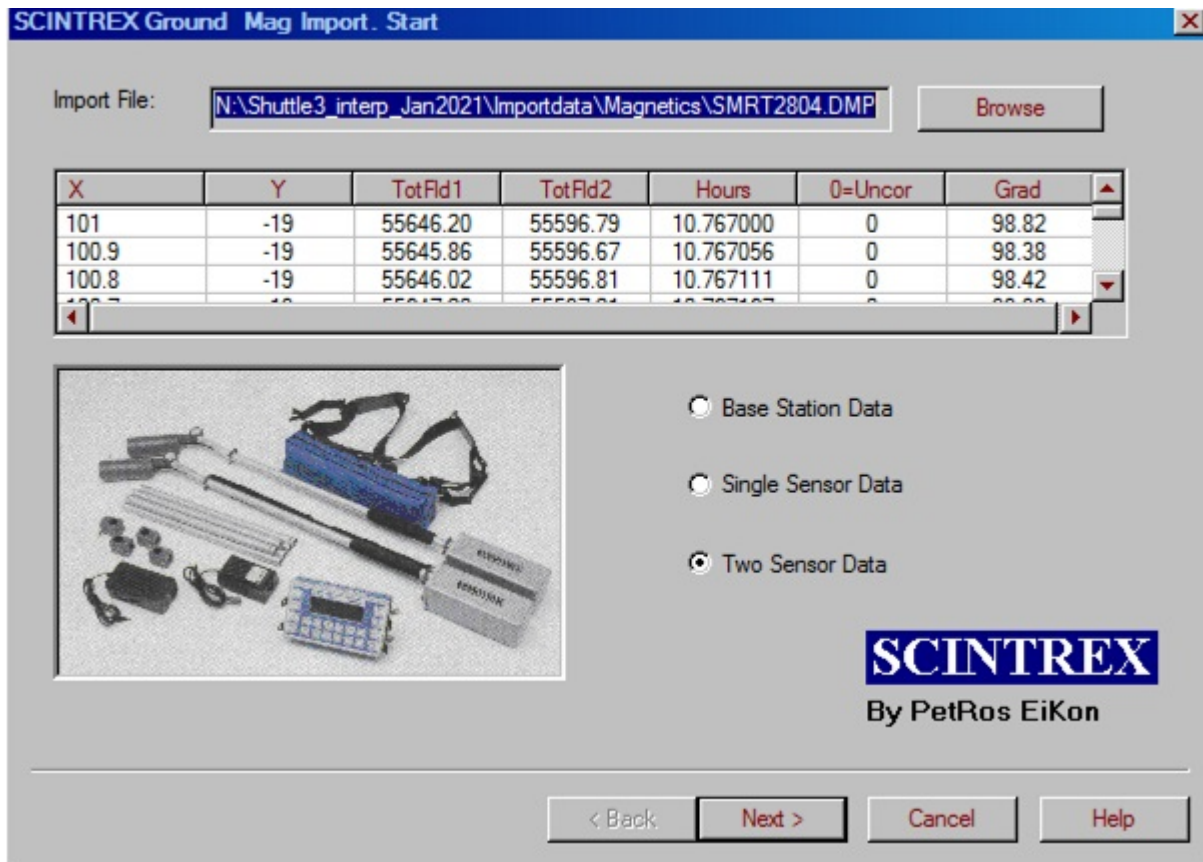 SCINTREX Ground Mag Import. Start
Import File:
N:\Shuttle3_interp_Jan2021\Importdata\Magnetics\SMRT2804.DMP
Browse
X Y TotFld1 TotFld2 Hours 0=Uncor Grad
101 -19 55646.20 55596.79 10.767000 0 98.82
100.9 -19 55645.86 55596.67 10.767056 0 98.38
100.8 -19 55646.02 55596.81 10.767111 0 98.42
Base Station Data
Single Sensor Data
Two Sensor Data
SCINTREX
By PetRos EiKon
< Back
Next >
Cancel
Help